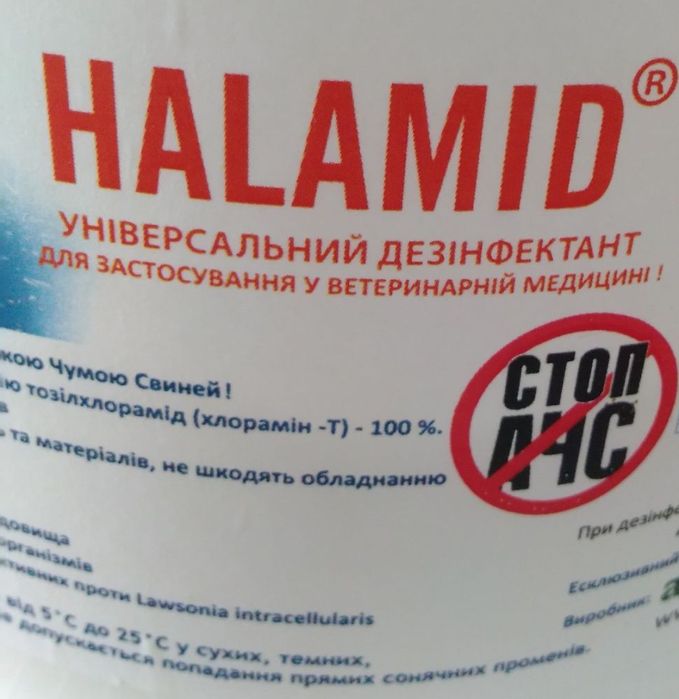 HALAMID®
УНІВЕРСАЛЬНИЙ ДЕЗІНФЕКТАНТ
ДЛЯ ЗАСТОСУВАННЯ У ВЕТЕРИНАРНІЙ МЕДИЦИНІ !
кою Чумою Свиней !
ю тозілхлорамід (хлорамін -Т) - 100 %.
в
та матеріалів, не шкодять обладнанню
СТОП
АЧС
довища
організмів
ктивних проти Lawsonia intracellularis
від 5°С до 25°С у сухих, темних,
допускається попадання прямих сонячних променів.
При дезінф
Ексклюзивний
Виробник: